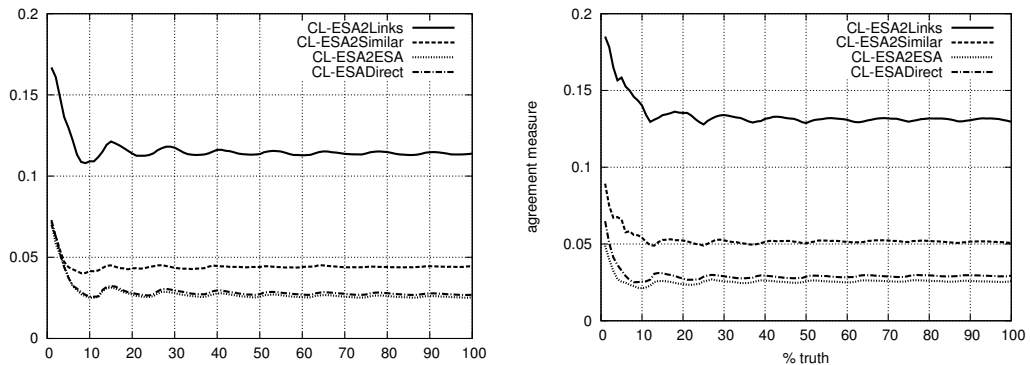 0.2
0.15
0.1
0.05
0
0 10 20 30 40 50 60 70 80 90 100
CL-ESA2Links
CL-ESA2Similar
CL-ESA2ESA
CL-ESADirect
agreement measure
0.2
0.15
0.1
0.05
0
0 10 20 30 40 50 60 70 80 90 100
% truth
CL-ESA2Links
CL-ESA2Similar
CL-ESA2ESA
CL-ESADirect